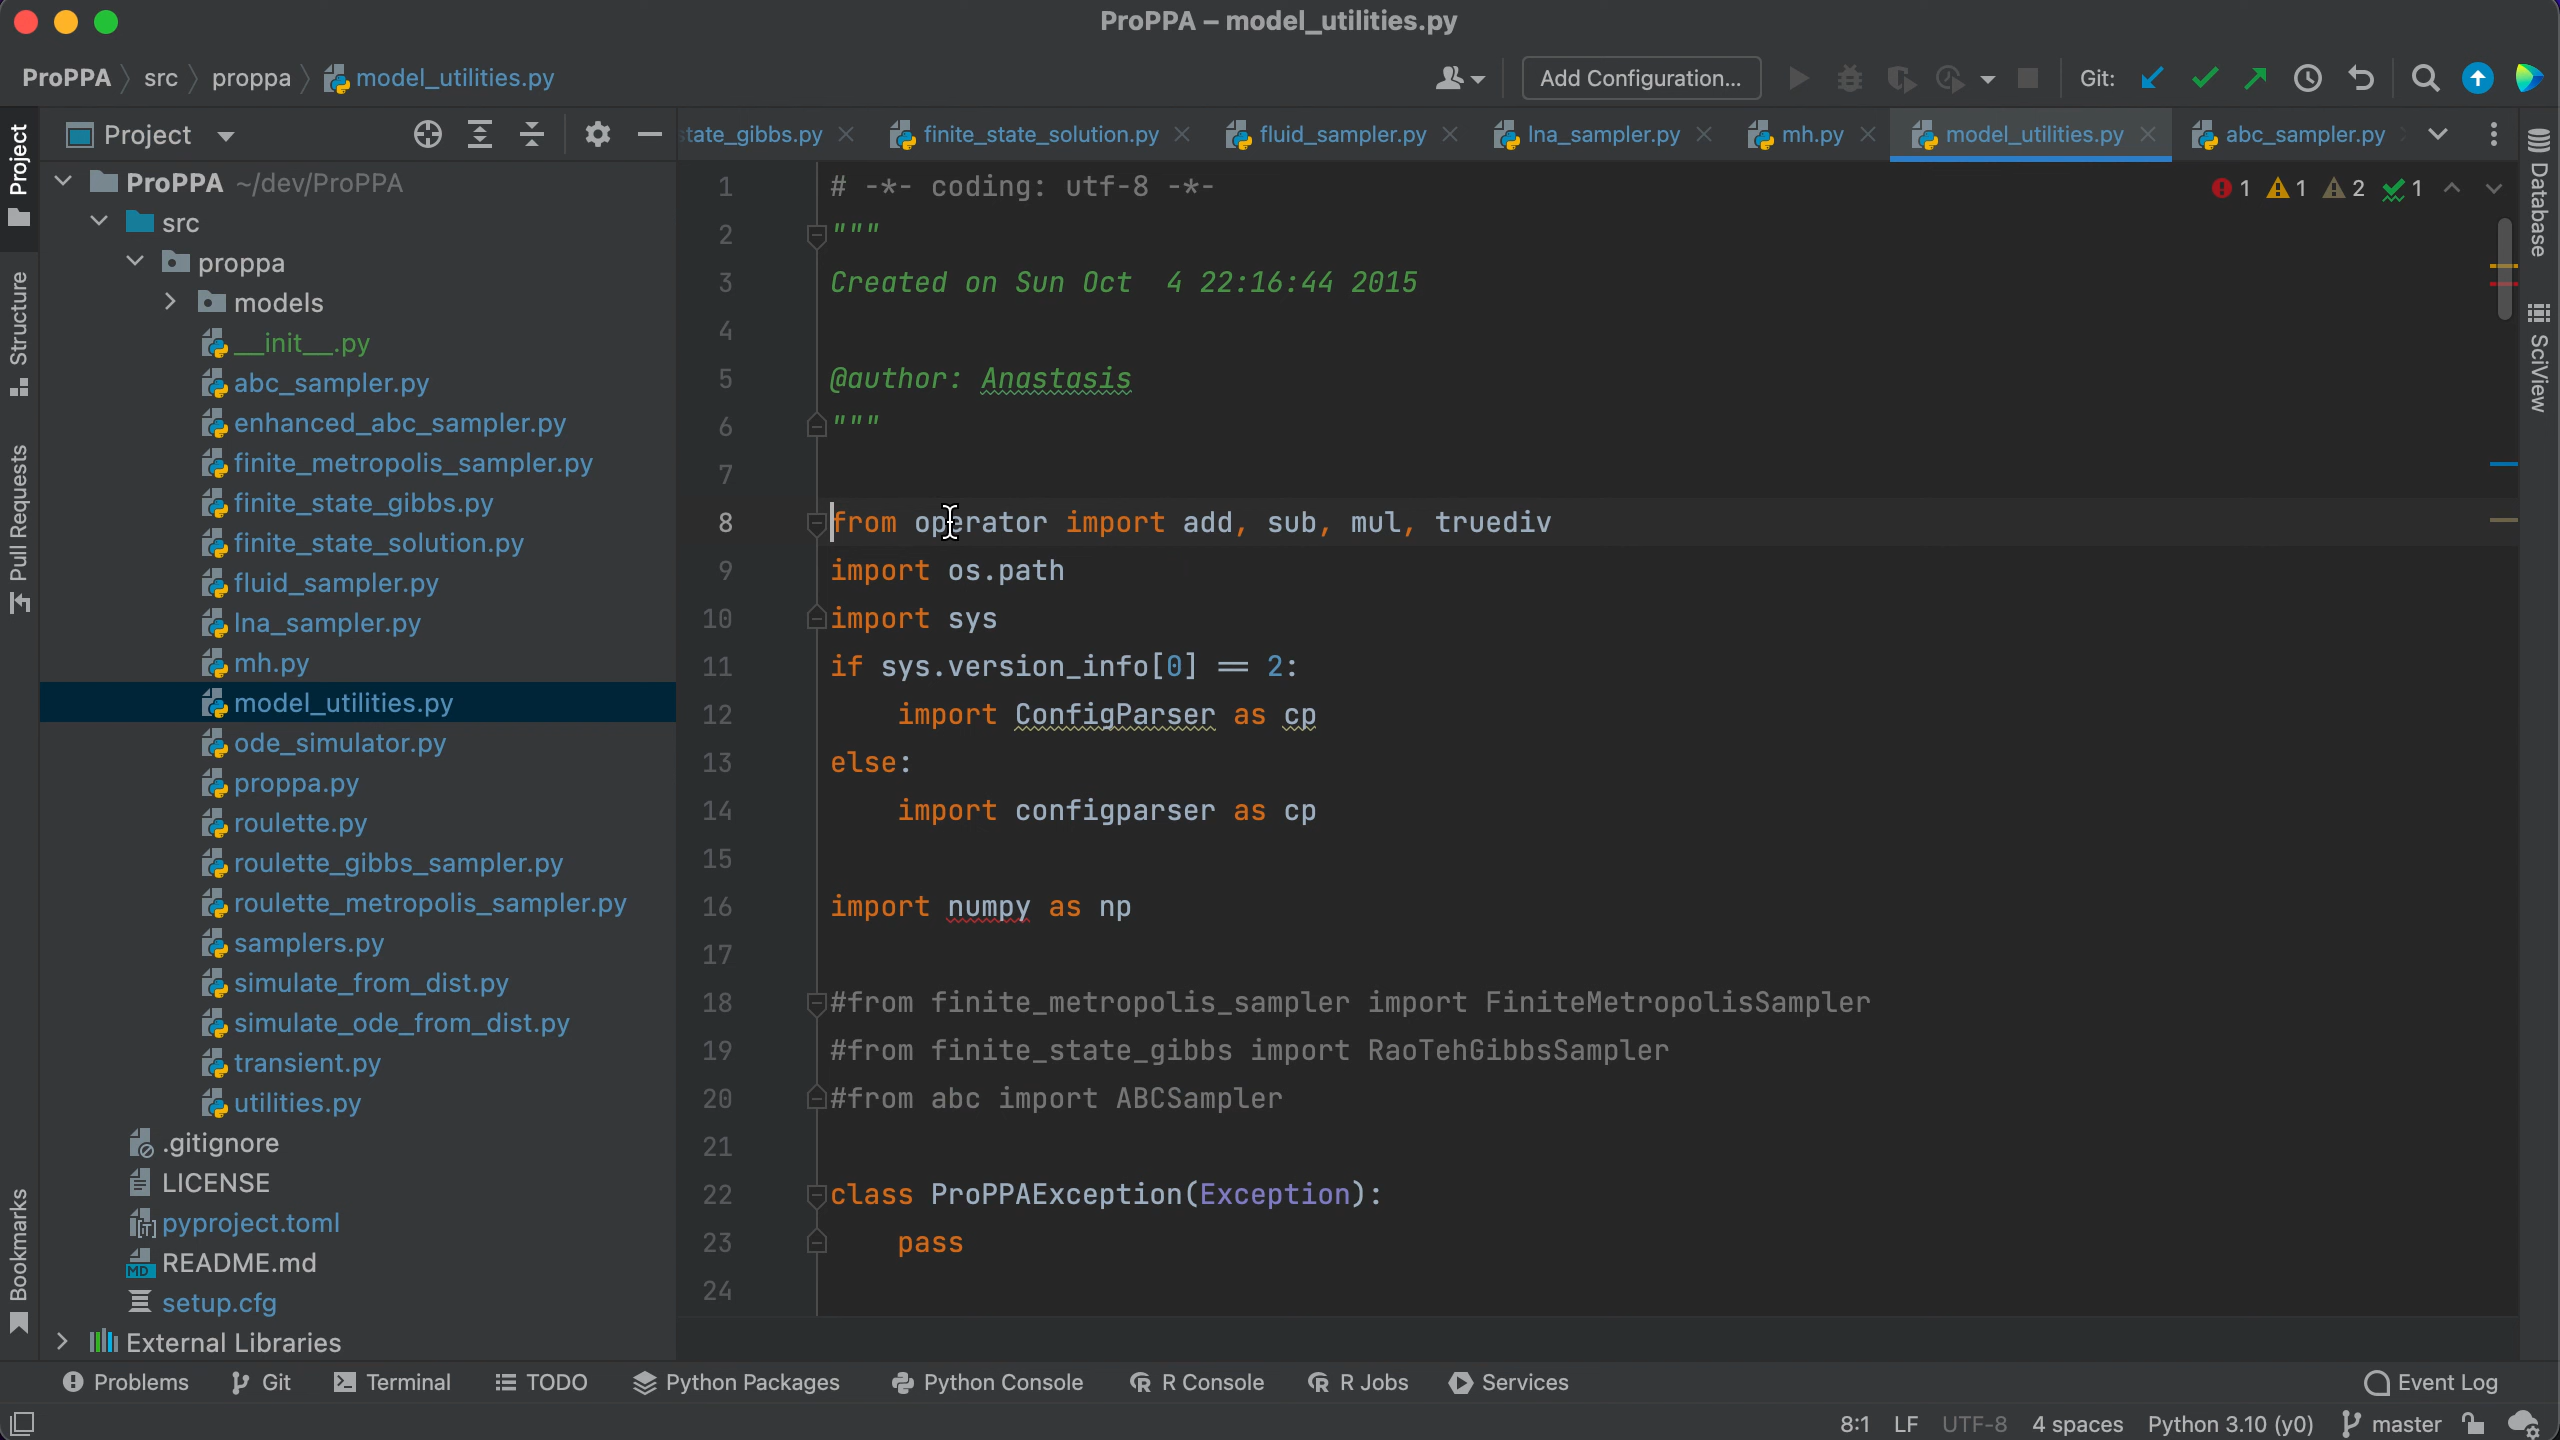 ProPPA – model_utilities.py
ProPPA src proppa model_utilities.py
Add Configuration...
Git:
Project
tate_gibbs.py finite_state_solution.py fluid_sampler.py lna_sampler.py mh.py model_utilities.py abc_sampler.py
Project
Structure
Pull Requests
Bookmarks
ProPPA ~/dev/ProPPA
src
proppa
models
__init__.py
abc_sampler.py
enhanced_abc_sampler.py
finite_metropolis_sampler.py
finite_state_gibbs.py
finite_state_solution.py
fluid_sampler.py
lna_sampler.py
mh.py
model_utilities.py
ode_simulator.py
proppa.py
roulette.py
roulette_gibbs_sampler.py
roulette_metropolis_sampler.py
samplers.py
simulate_from_dist.py
simulate_ode_from_dist.py
transient.py
utilities.py
.gitignore
LICENSE
pyproject.toml
MD README.md
setup.cfg
External Libraries
1 1 2 1
1 # -*- coding: utf-8 -*-
2 """
3 Created on Sun Oct  4 22:16:44 2015
4
5 @author: Anastasis
6 """
7
8 from operator import add, sub, mul, truediv
9 import os.path
10 import sys
11 if sys.version_info[0] == 2:
12     import ConfigParser as cp
13 else:
14     import configparser as cp
15
16 import numpy as np
17
18 #from finite_metropolis_sampler import FiniteMetropolisSampler
19 #from finite_state_gibbs import RaoTehGibbsSampler
20 #from abc import ABCSampler
21
22 class ProPPAException(Exception):
23     pass
24
Database
SciView
Problems Git Terminal TODO Python Packages Python Console R Console R Jobs Services Event Log
8:1 LF UTF-8 4 spaces Python 3.10 (y0) master